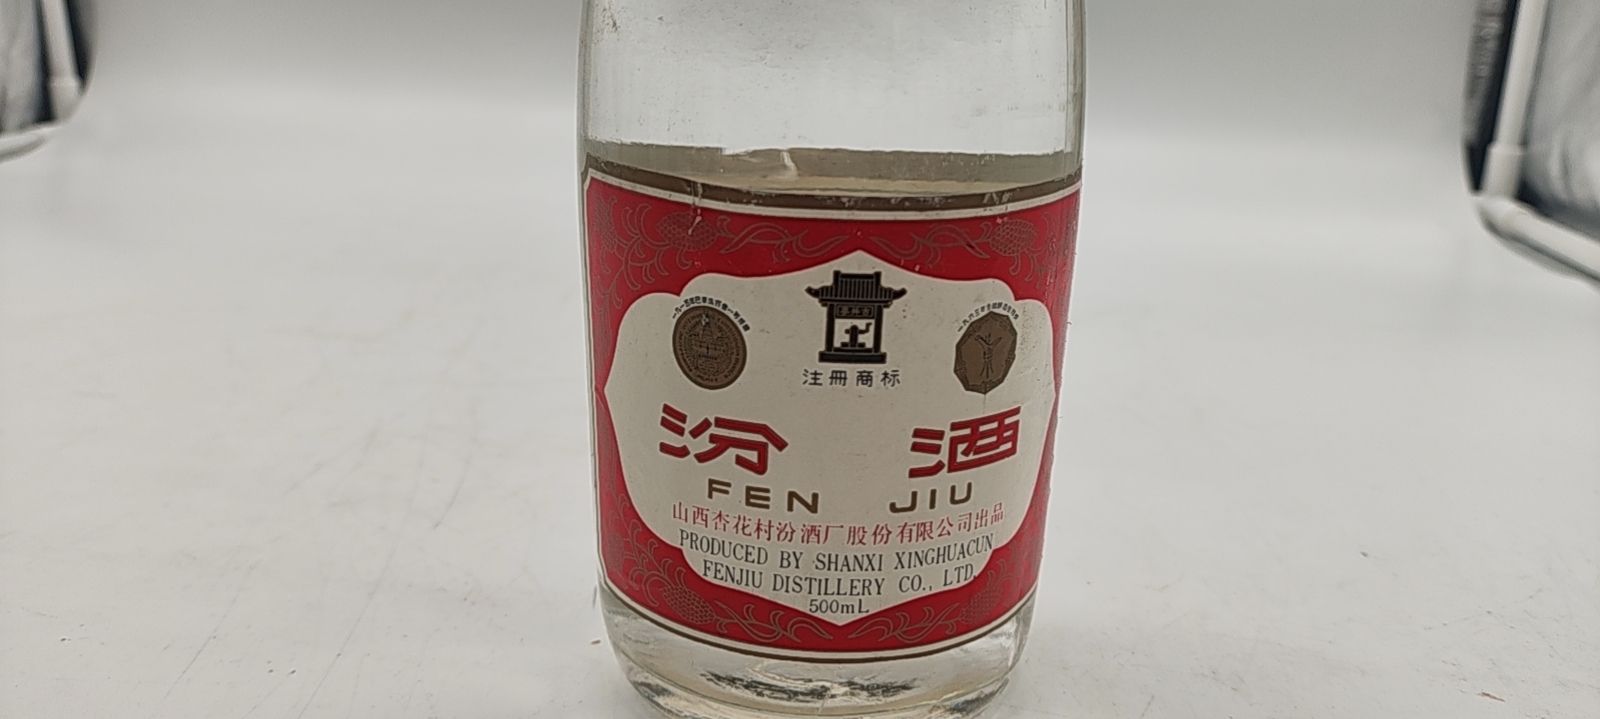 注冊商标
汾酒
FEN JIU
山西杏花村汾酒厂股份有限公司出品
PRODUCED BY SHANXI XINGHUACUN
FENJIU DISTILLERY CO., LTD.
500mL